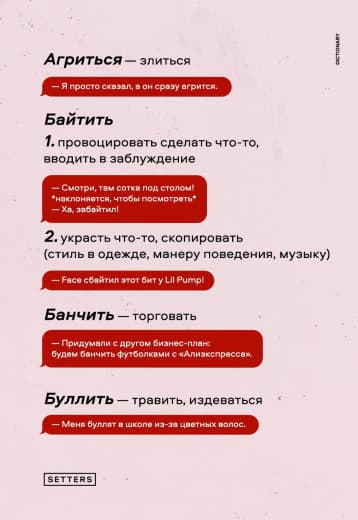 DICTIONARY
Агриться — злиться
— Я просто сказал, а он сразу агрится.
Байтить
1. провоцировать сделать что-то,
вводить в заблуждение
— Смотри, там сотка под столом!
*наклоняется, чтобы посмотреть*
— Ха, забайтил!
2. украсть что-то, скопировать
(стиль в одежде, манеру поведения, музыку)
— Face сбайтил этот бит у Lil Pump!
Банчить — торговать
— Придумали с другом бизнес-план:
будем банчить футболками с «Алиэкспресса».
Буллить — травить, издеваться
— Меня буллят в школе из-за цветных волос.
SETTERS